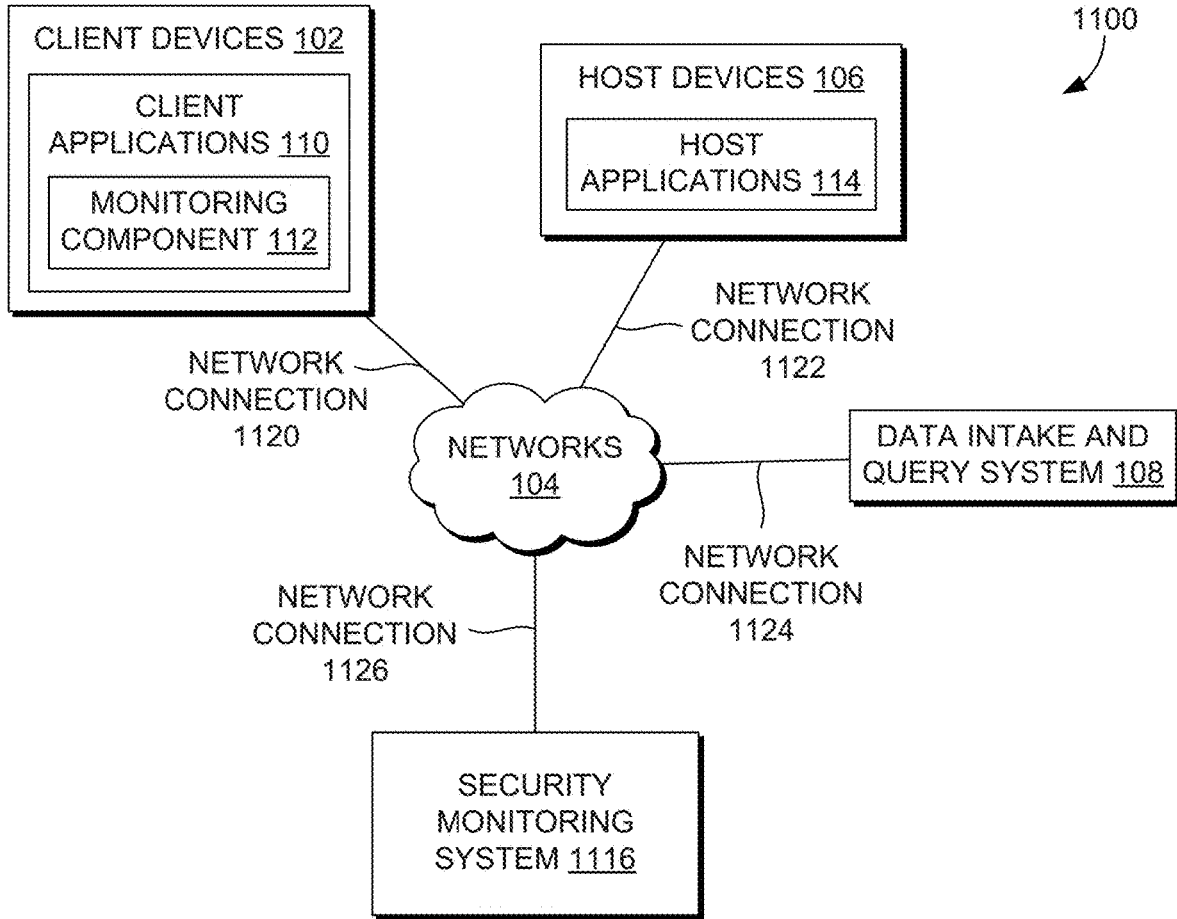 1100
CLIENT DEVICES 102
CLIENT
APPLICATIONS 110
MONITORING
COMPONENT 112
HOST DEVICES 106
HOST
APPLICATIONS 114
NETWORK
CONNECTION
1120
NETWORK
CONNECTION
1122
NETWORKS
104
DATA INTAKE AND
QUERY SYSTEM 108
NETWORK
CONNECTION
1124
NETWORK
CONNECTION
1126
SECURITY
MONITORING
SYSTEM 1116